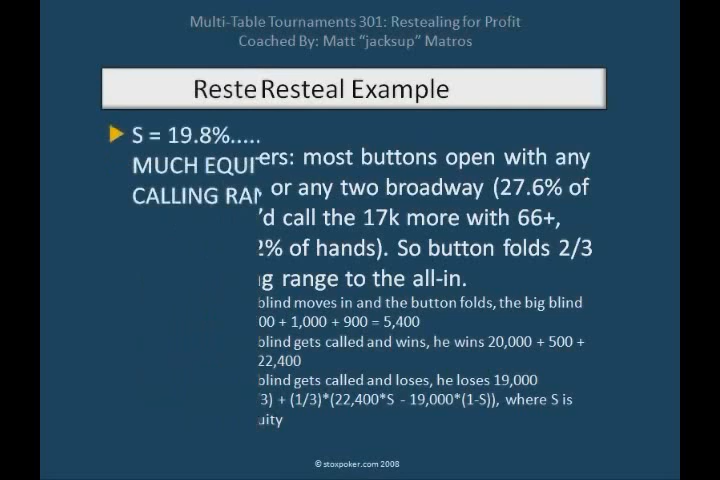 Multi-Table Tournaments 301: Restealing for Profit
Coached By: Matt “jacksup” Matros
Reste Resteal Example
S = 19.8%.....
MUCH EQUI
CALLING RAN
ers: most buttons open with any
or any two broadway (27.6% of
’d call the 17k more with 66+,
2% of hands). So button folds 2/3
g range to the all-in.
blind moves in and the button folds, the big blind
00 + 1,000 + 900 = 5,400
blind gets called and wins, he wins 20,000 + 500 +
22,400
blind gets called and loses, he loses 19,000
3) + (1/3)*(22,400*S - 19,000*(1-S)), where S is
uity
© stoxpoker.com 2008